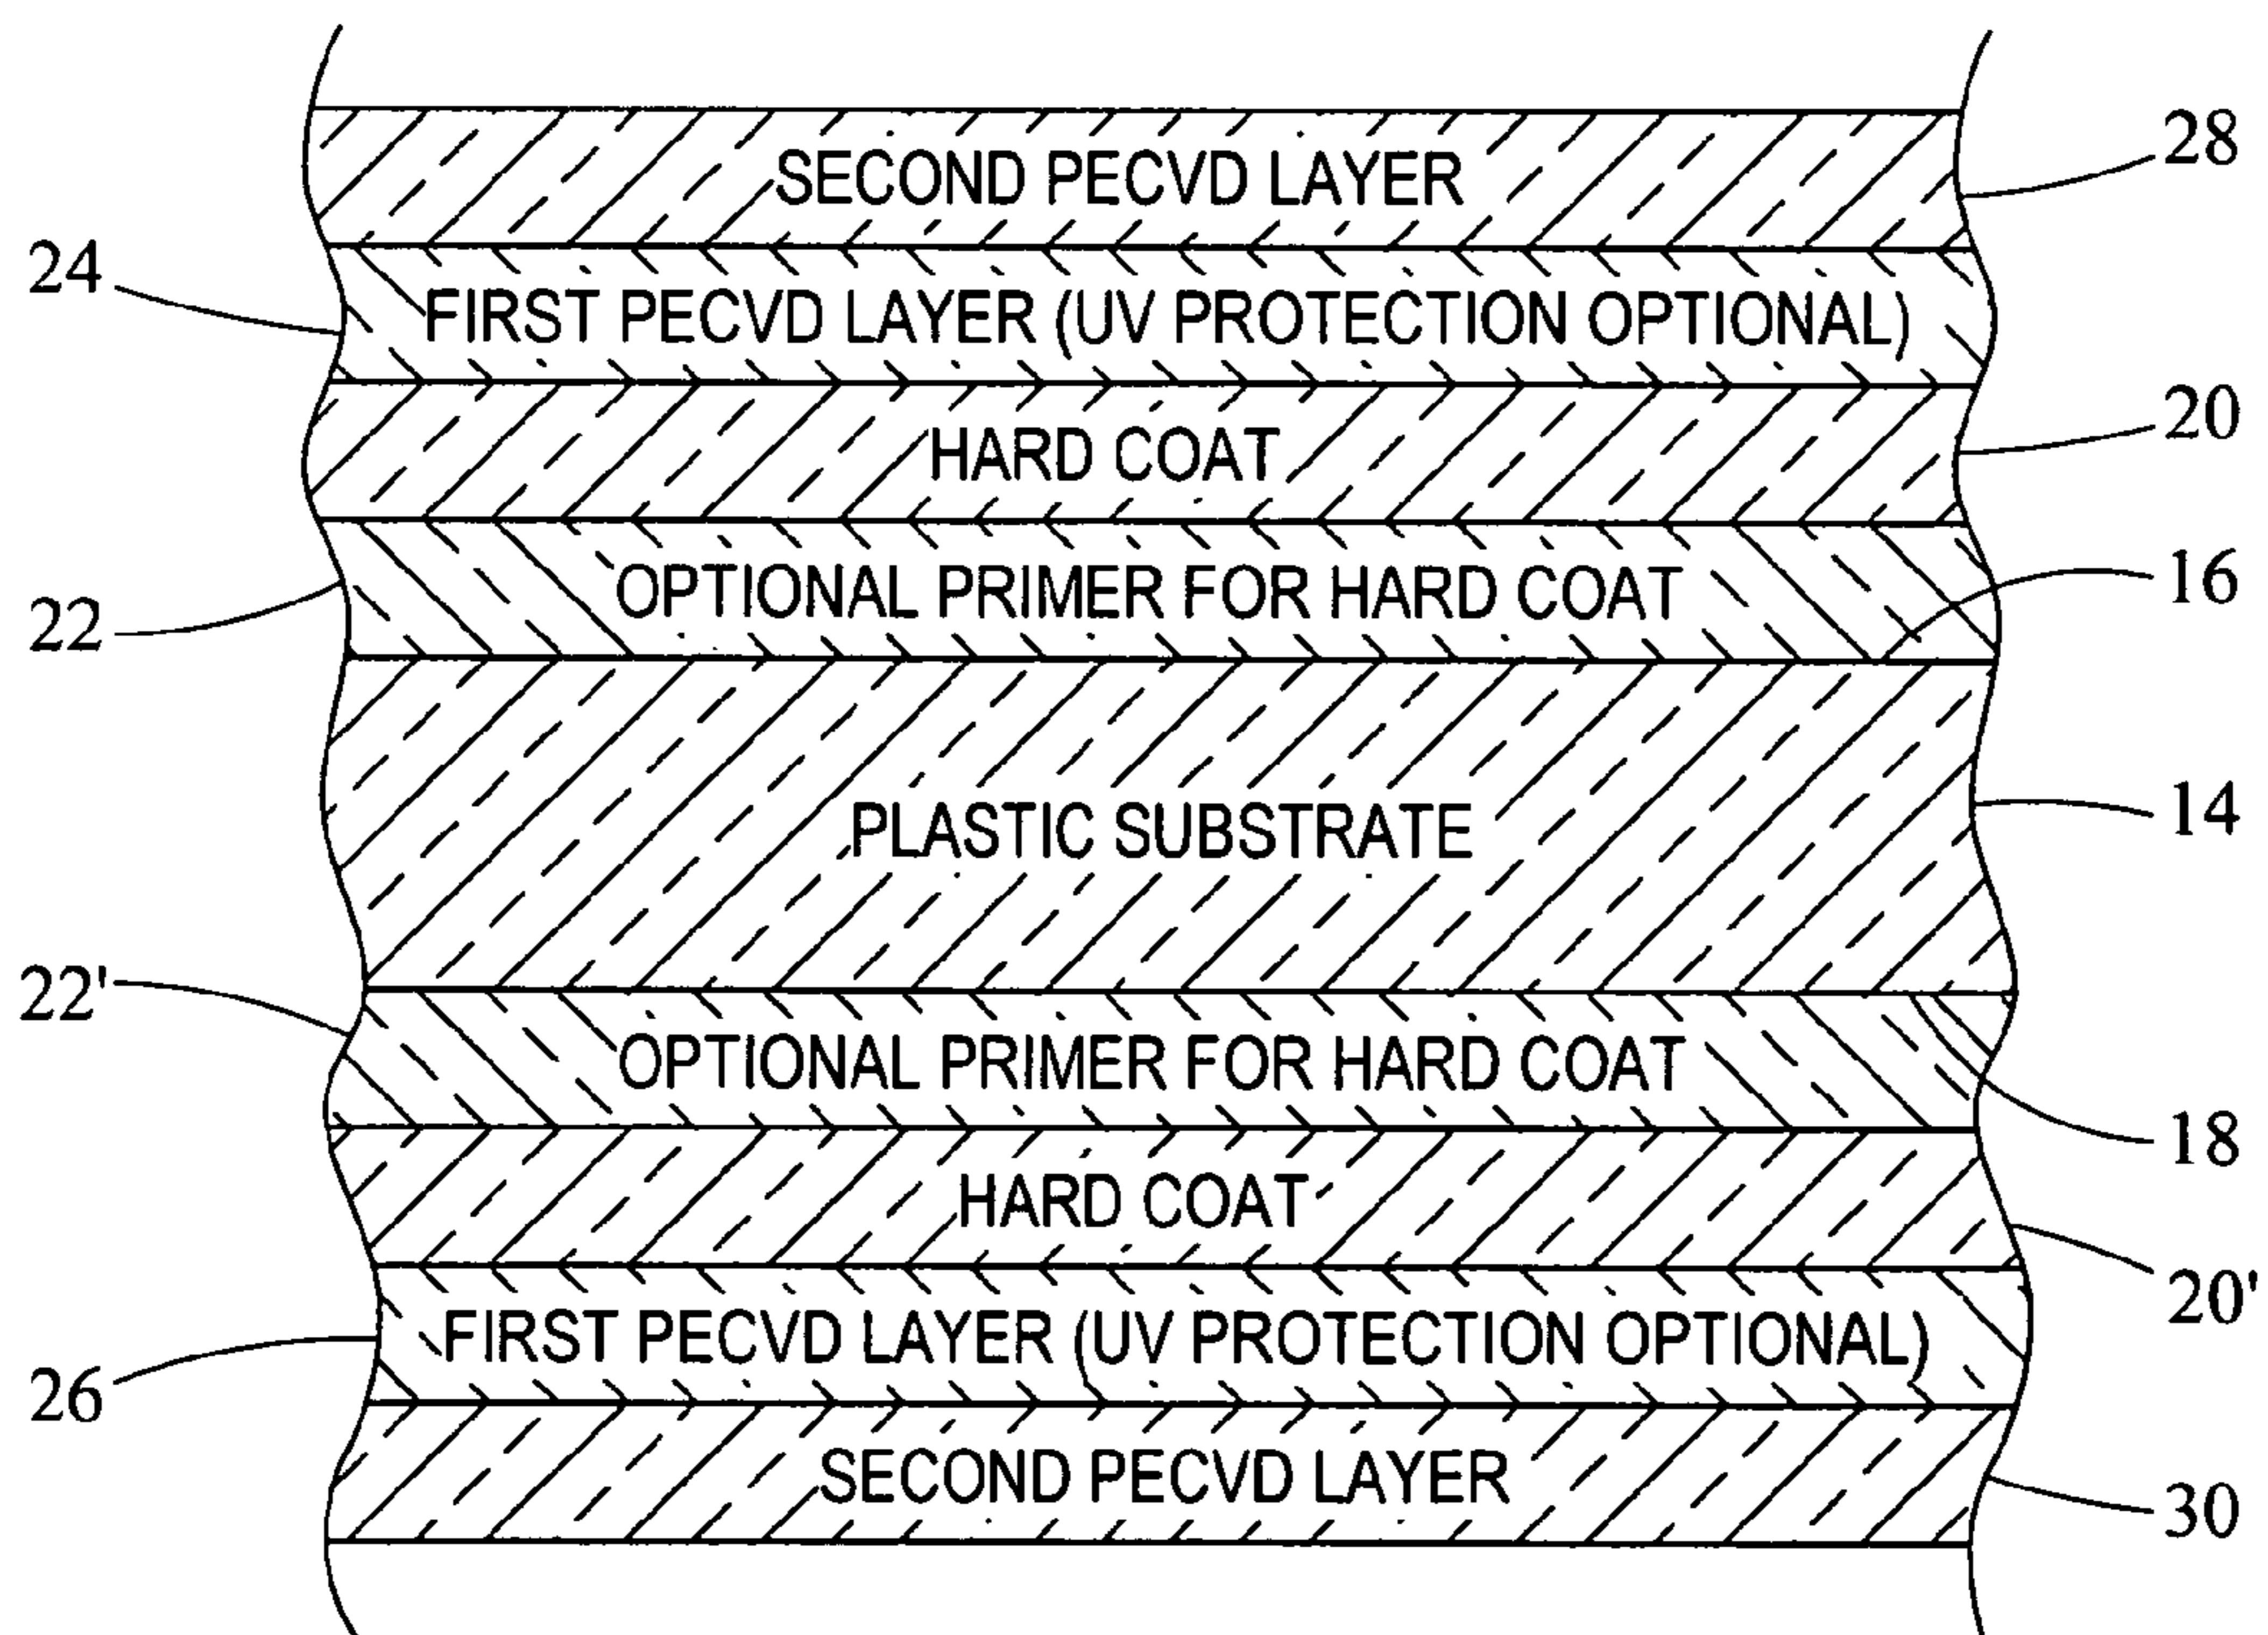 28
SECOND PECVD LAYER
24
FIRST PECVD LAYER (UV PROTECTION OPTIONAL)
20
HARD COAT
16
22
OPTIONAL PRIMER FOR HARD COAT
14
PLASTIC SUBSTRATE
22'
OPTIONAL PRIMER FOR HARD COAT
18
HARD COAT
20'
FIRST PECVD LAYER (UV PROTECTION OPTIONAL)
26
SECOND PECVD LAYER
30